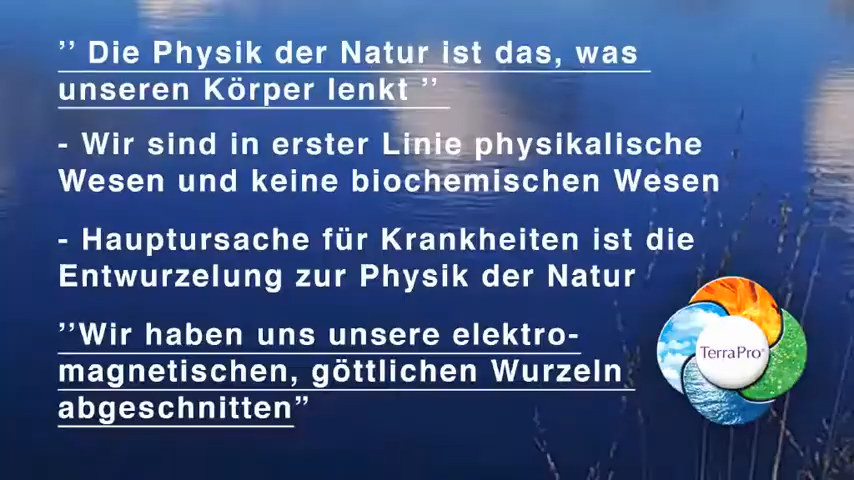 ’’ Die Physik der Natur ist das, was
unseren Körper lenkt ’’
- Wir sind in erster Linie physikalische
Wesen und keine biochemischen Wesen
- Hauptursache für Krankheiten ist die
Entwurzelung zur Physik der Natur
’’Wir haben uns unsere elektro-
magnetischen, göttlichen Wurzeln
abgeschnitten”
TerraPro®